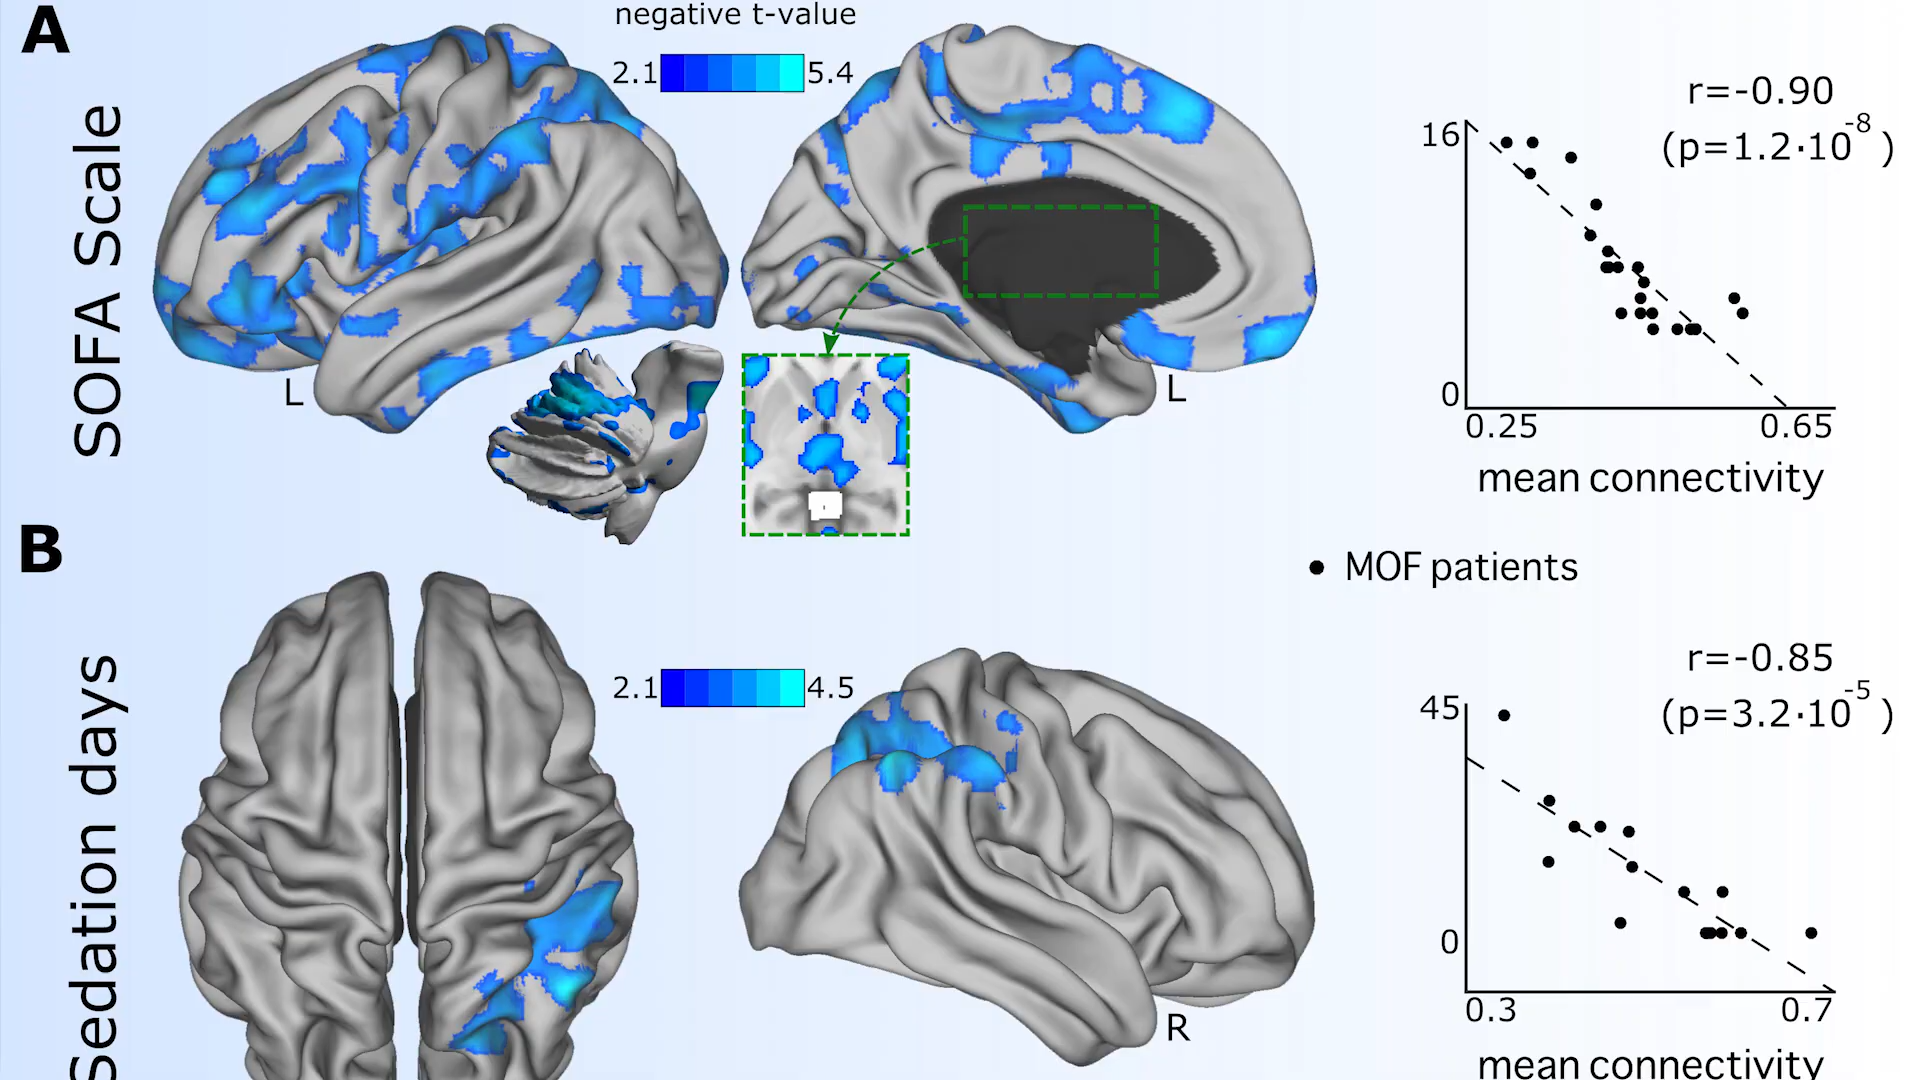 A
negative t-value
2.1 5.4
SOFA Scale
L
L
r=-0.90
(p=1.2·10-8)
16
0
0.25 0.65
mean connectivity
B
MOF patients
Sedation days
2.1 4.5
R
r=-0.85
(p=3.2·10-5)
45
0
0.3 0.7
mean connectivity